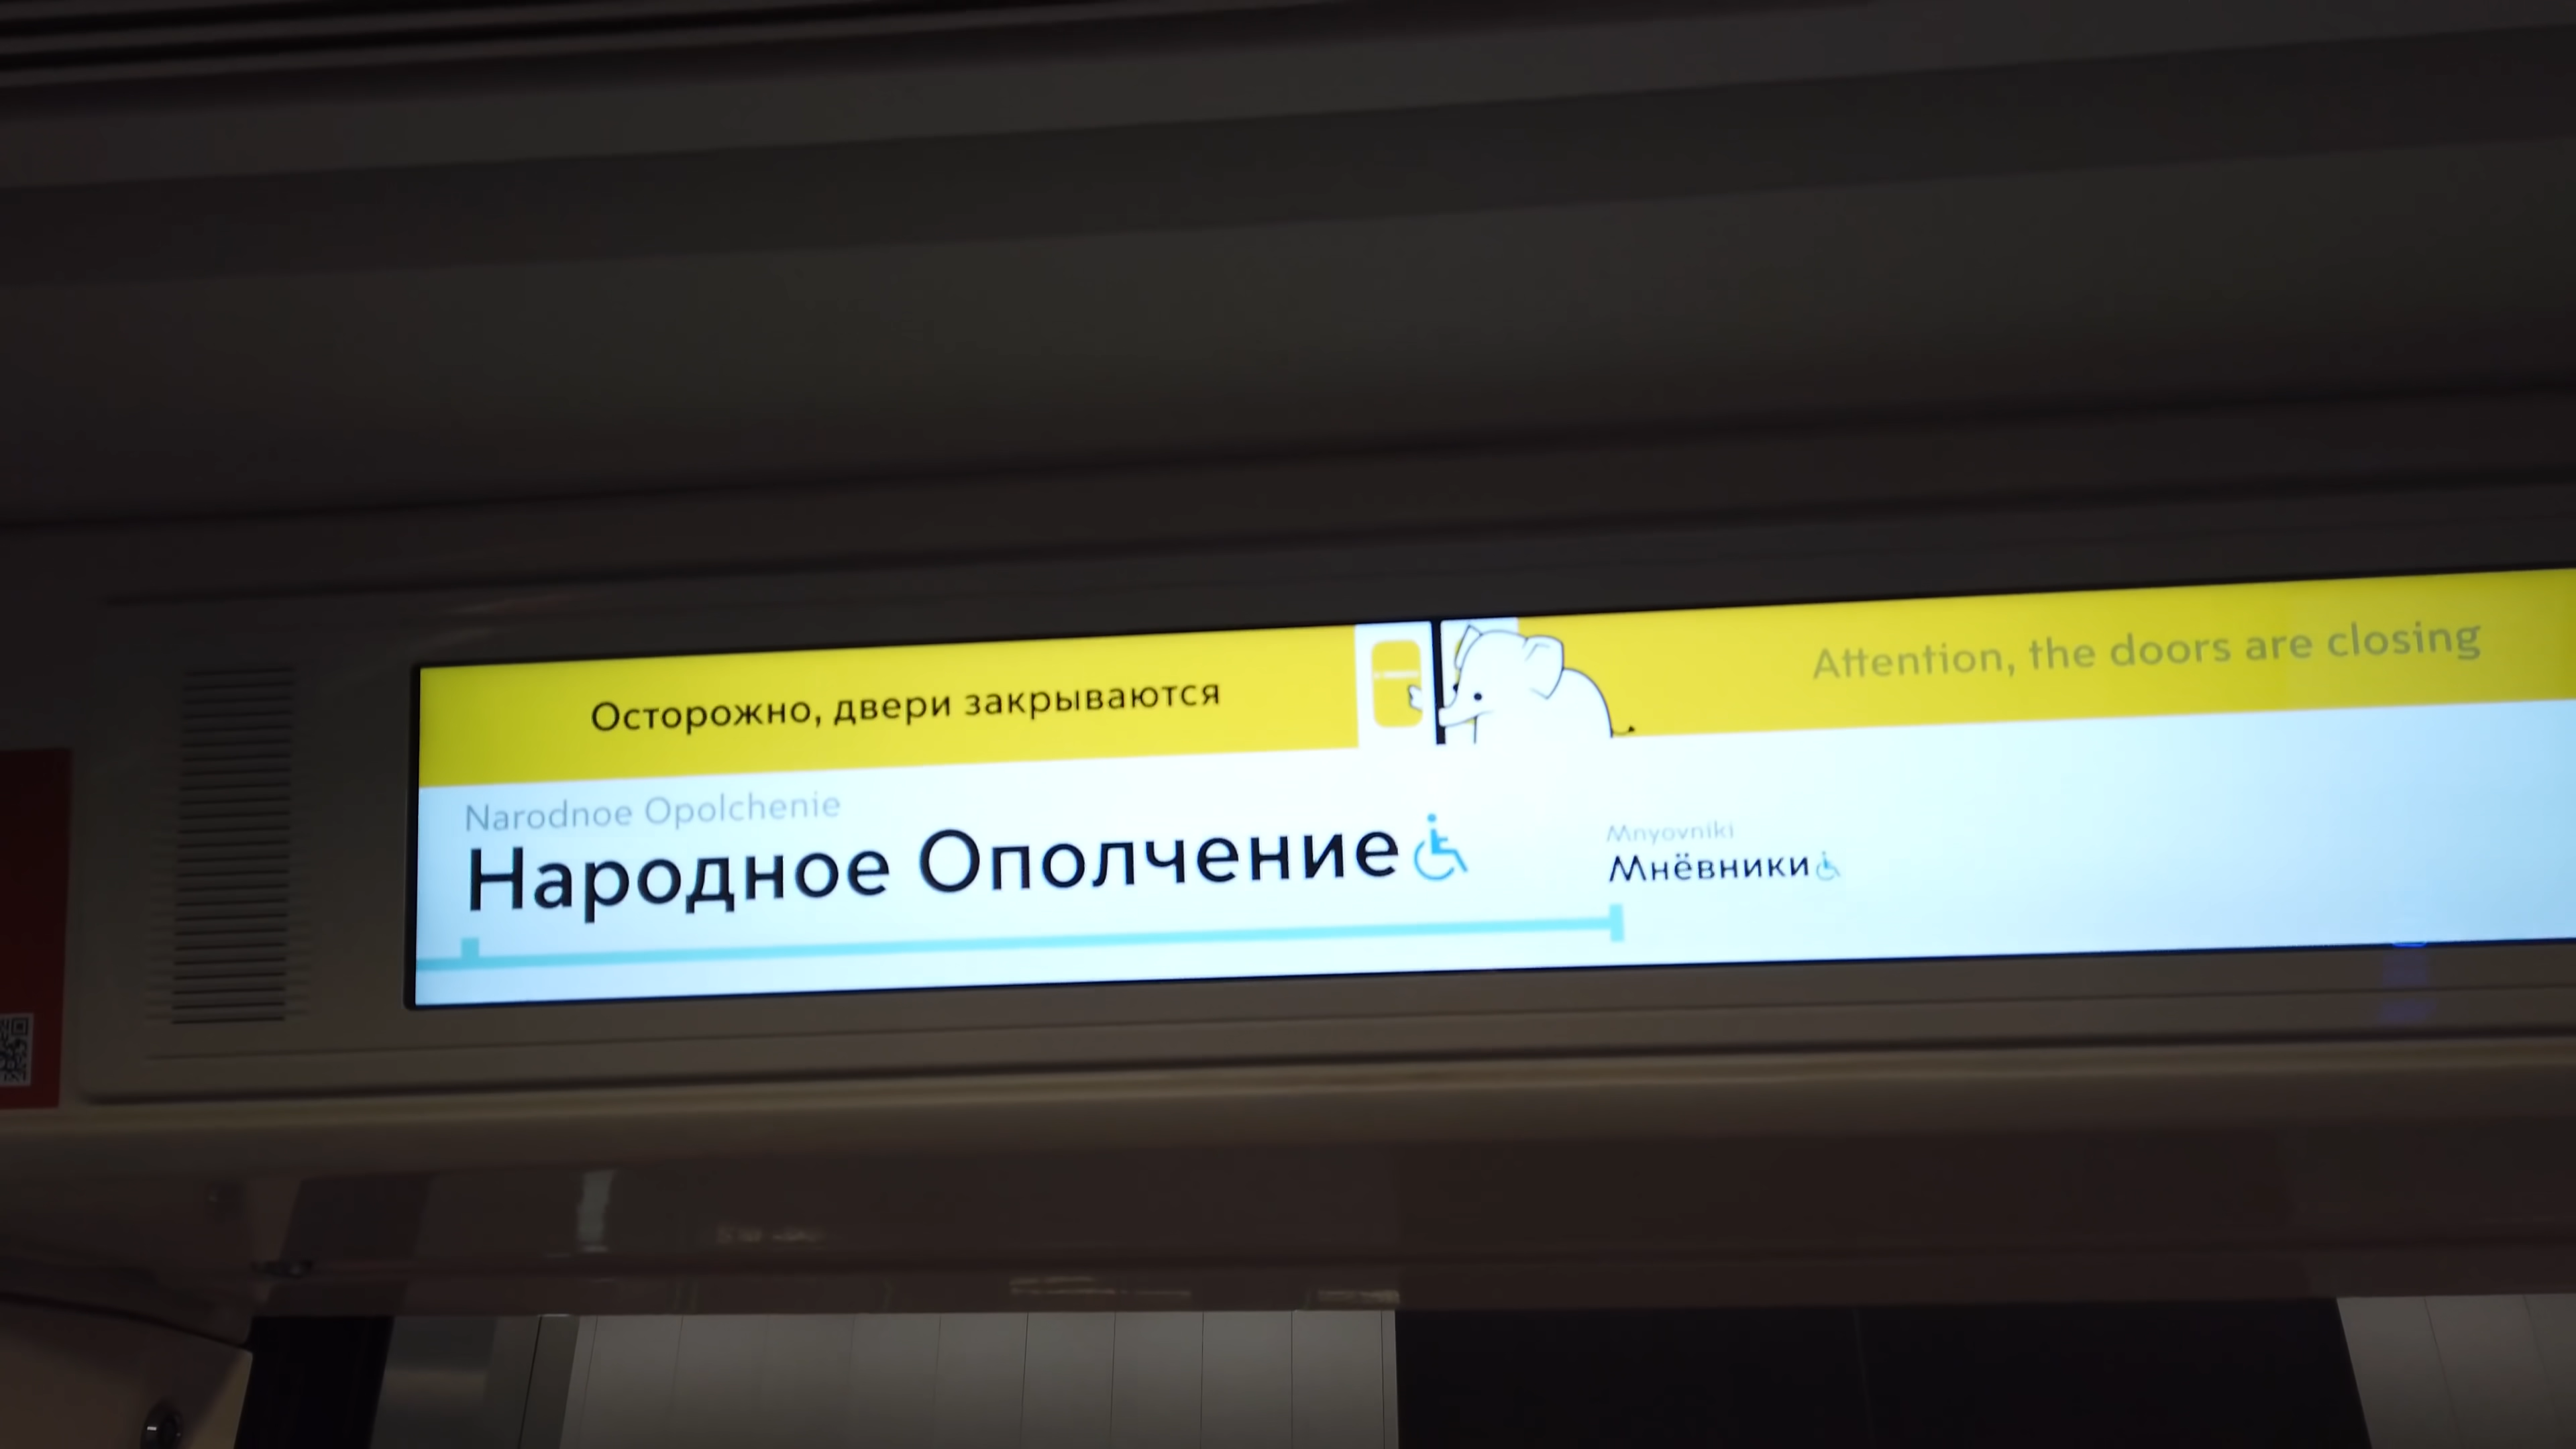 Осторожно, двери закрываются
Attention, the doors are closing
Narodnoe Opolchenie
Народное Ополчение
Mnyovniki
Мнёвники